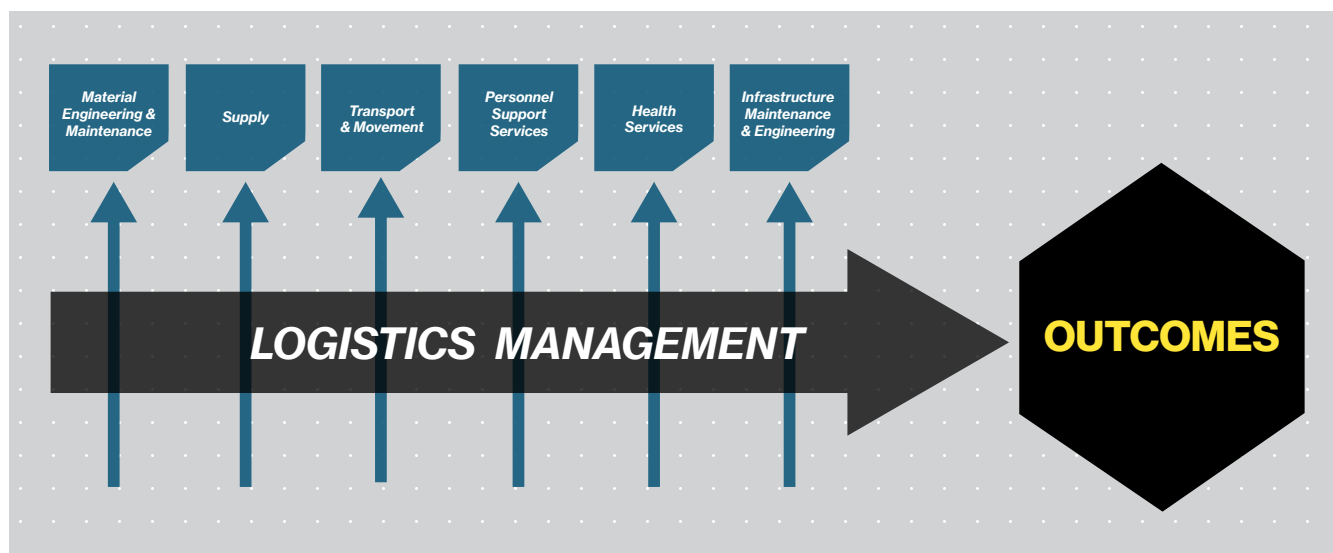 Material
Engineering &
Maintenance
Supply
Transport
& Movement
Personnel
Support
Services
Health
Services
Infrastructure
Maintenance
& Engineering
LOGISTICS MANAGEMENT
OUTCOMES